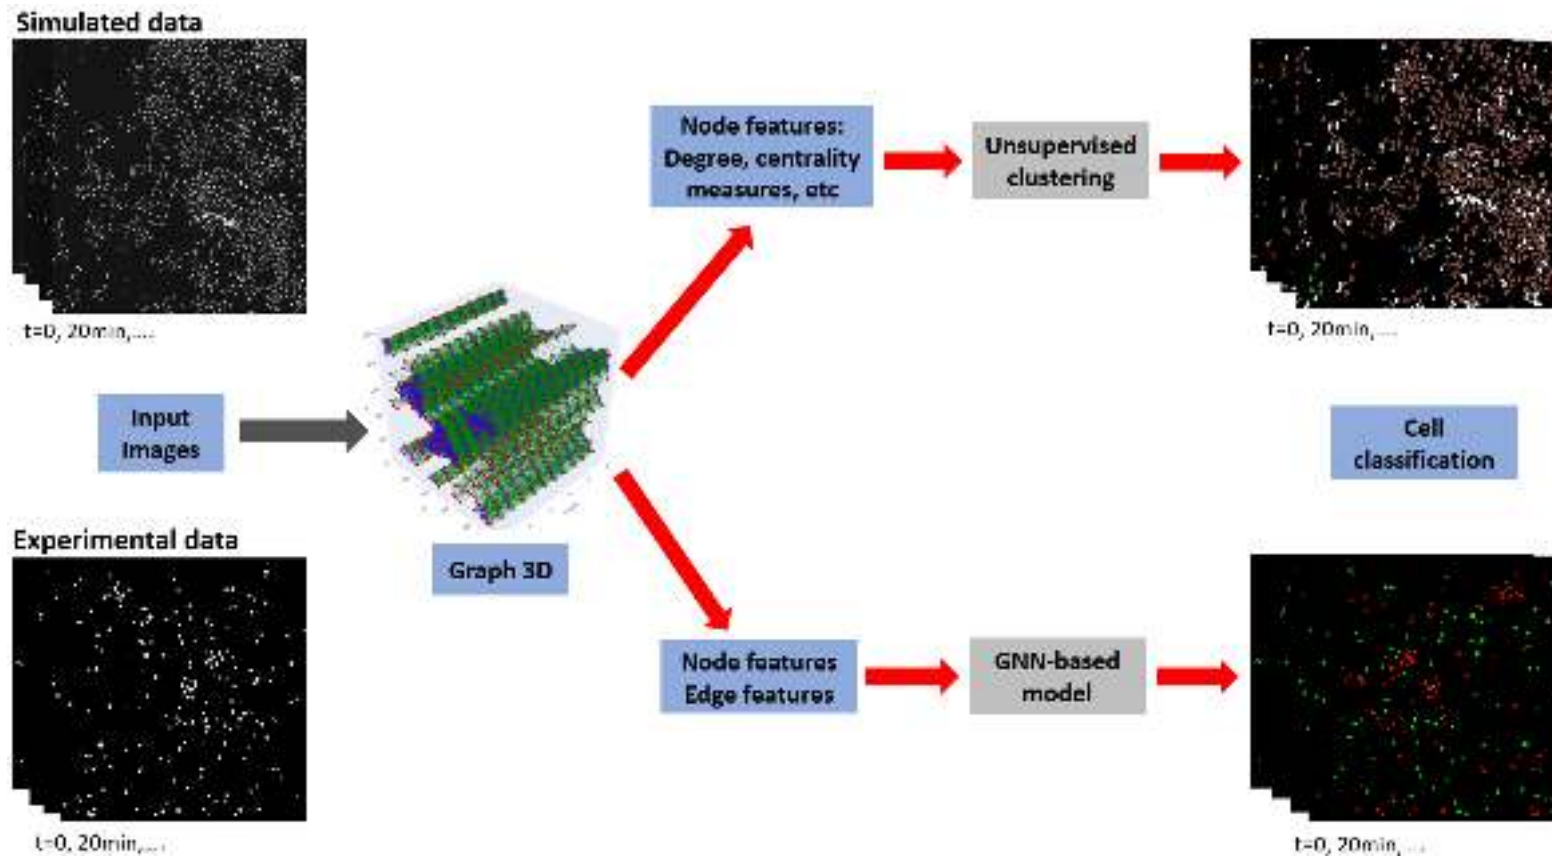 Simulated data
t=0, 20min,....
Input
Images
Experimental data
t=0, 20min,....
Graph 3D
Node features:
Degree, centrality
measures, etc
Unsupervised
clustering
Node features
Edge features
GNN-based
model
t=0, 20min,....
Cell
classification
t=0, 20min, ...